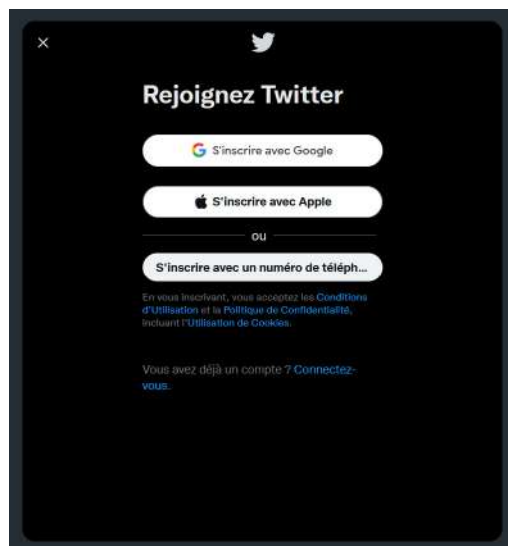 Rejoignez Twitter
S'inscrire avec Google
S'inscrire avec Apple
ou
S'inscrire avec un numéro de téléph...
En vous inscrivant, vous acceptez les Conditions
d'Utilisation et la Politique de Confidentialité,
incluant l'Utilisation de Cookies.
Vous avez déjà un compte ? Connectez-
vous.